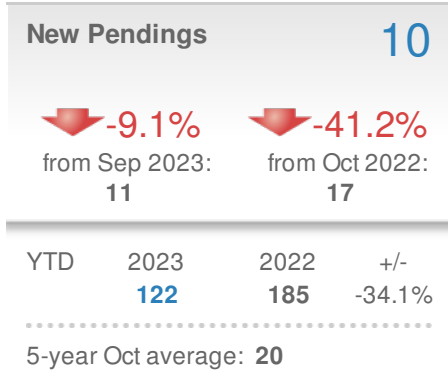 New Pendings 10
-9.1% -41.2%
from Sep 2023: from Oct 2022:
11 17
YTD 2023 2022 +/-
122 185 -34.1%
5-year Oct average: 20